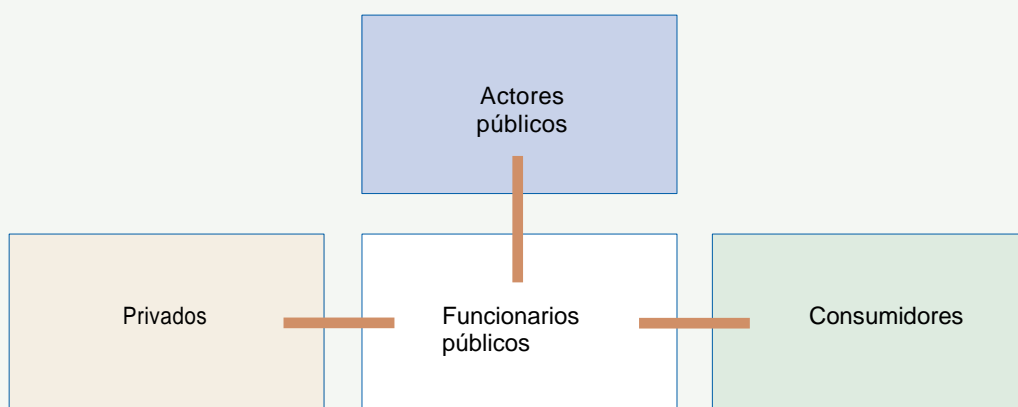 Actores
públicos
Privados
Funcionarios
públicos
Consumidores